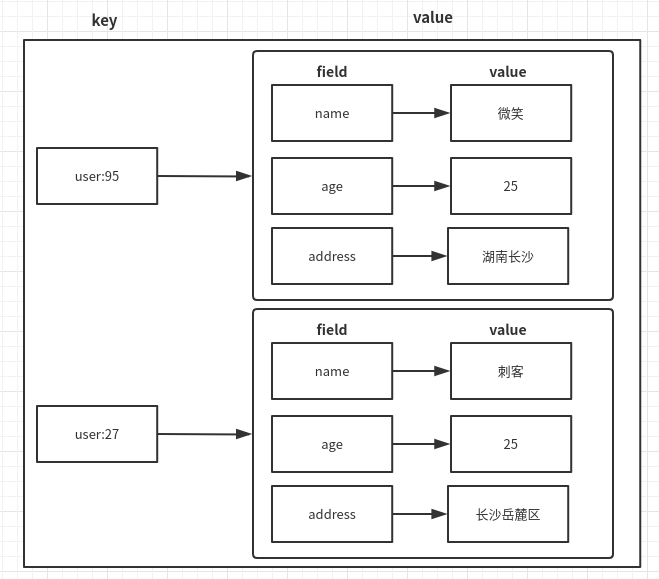 key
value
field
value
name
微笑
user:95
age
25
address
湖南长沙
field
value
name
刺客
user:27
age
25
address
长沙岳麓区